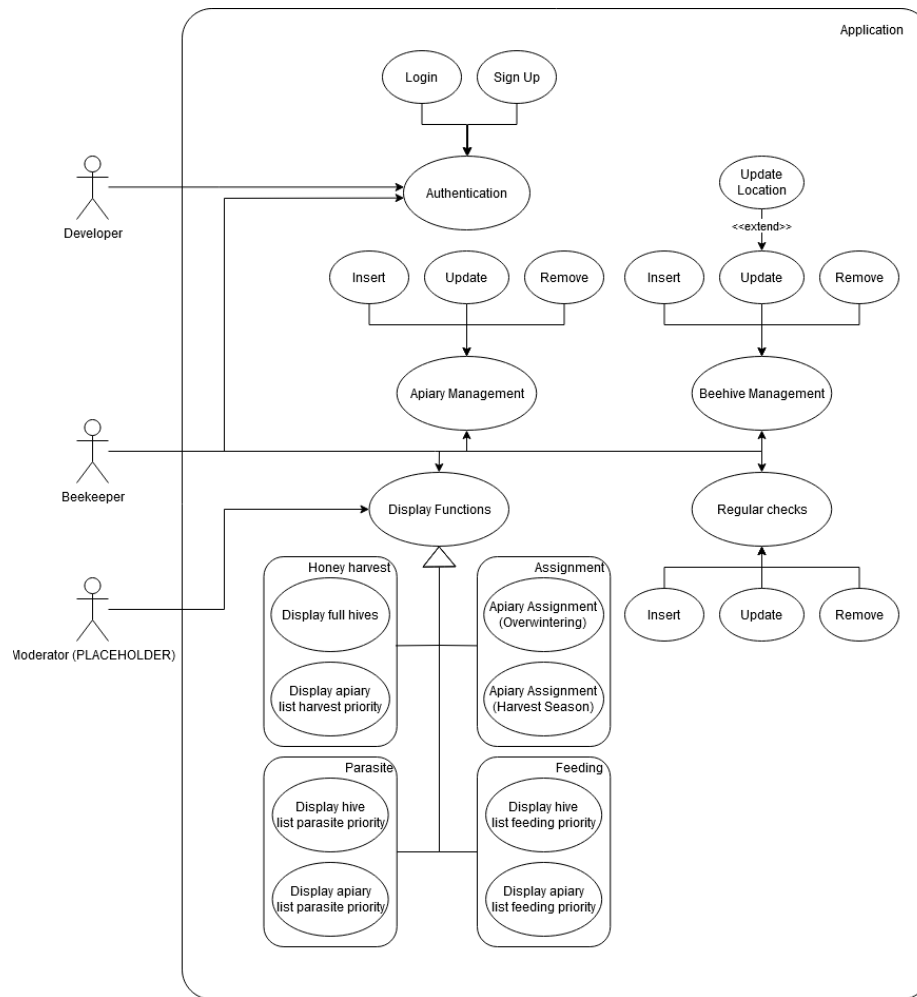 Application
Login
Sign Up
Authentication
Developer
Update
Location
<<extend>>
Insert
Update
Remove
Insert
Update
Remove
Apiary Management
Beehive Management
Beekeeper
Display Functions
Regular checks
Honey harvest
Display full hives
Display apiary
list harvest priority
Assignment
Apiary Assignment
(Overwintering)
Apiary Assignment
(Harvest Season)
Insert
Update
Remove
Moderator (PLACEHOLDER)
Parasite
Display hive
list parasite priority
Display apiary
list parasite priority
Feeding
Display hive
list feeding priority
Display apiary
list feeding priority